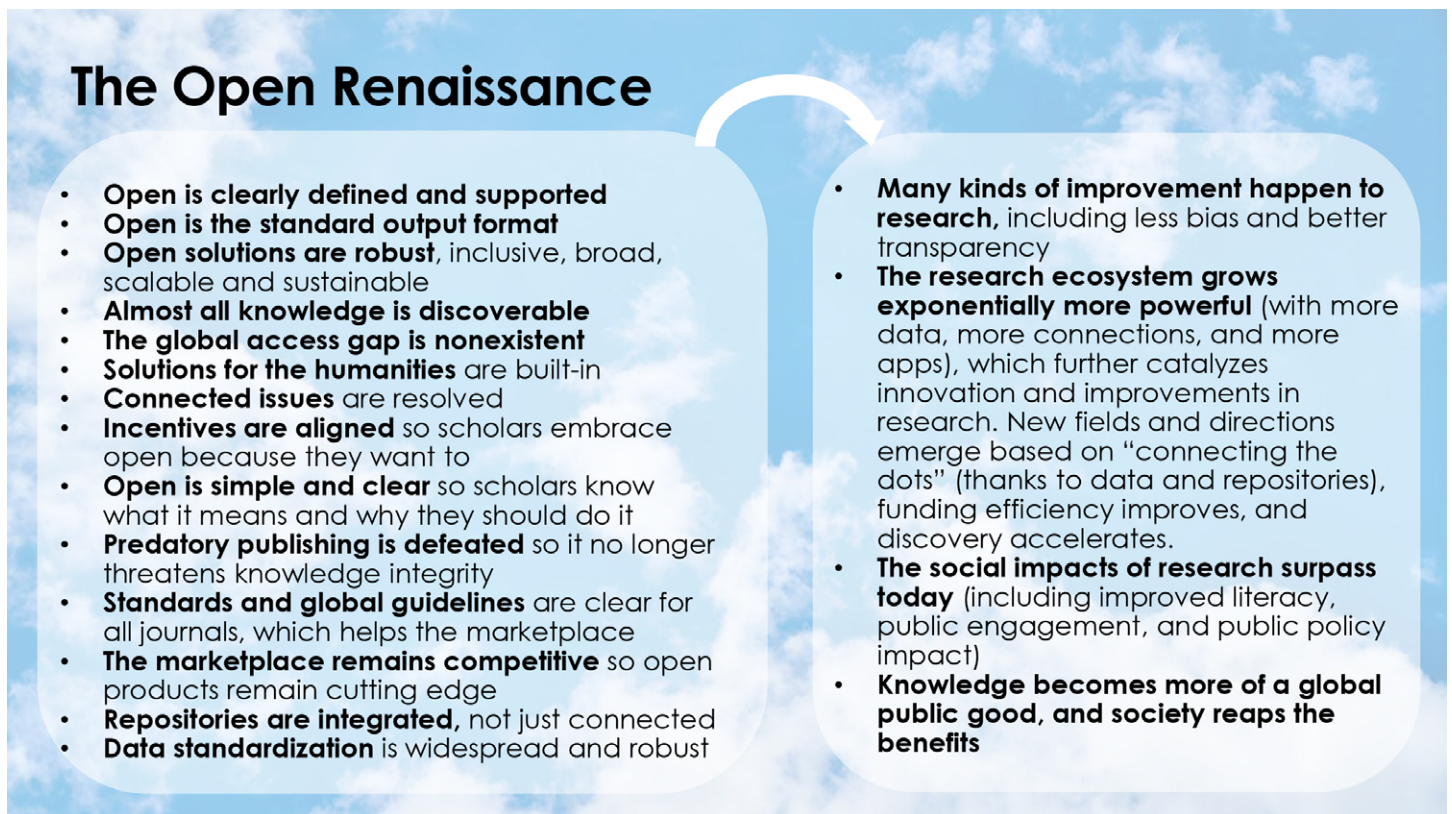 The Open Renaissance
• Open is clearly defined and supported
• Open is the standard output format
• Open solutions are robust, inclusive, broad,
scalable and sustainable
• Almost all knowledge is discoverable
• The global access gap is nonexistent
• Solutions for the humanities are built-in
• Connected issues are resolved
• Incentives are aligned so scholars embrace
open because they want to
• Open is simple and clear so scholars know
what it means and why they should do it
• Predatory publishing is defeated so it no longer
threatens knowledge integrity
• Standards and global guidelines are clear for
all journals, which helps the marketplace
• The marketplace remains competitive so open
products remain cutting edge
• Repositories are integrated, not just connected
• Data standardization is widespread and robust
• Many kinds of improvement happen to
research, including less bias and better
transparency
• The research ecosystem grows
exponentially more powerful (with more
data, more connections, and more
apps), which further catalyzes
innovation and improvements in
research. New fields and directions
emerge based on “connecting the
dots” (thanks to data and repositories),
funding efficiency improves, and
discovery accelerates.
• The social impacts of research surpass
today (including improved literacy,
public engagement, and public policy
impact)
• Knowledge becomes more of a global
public good, and society reaps the
benefits